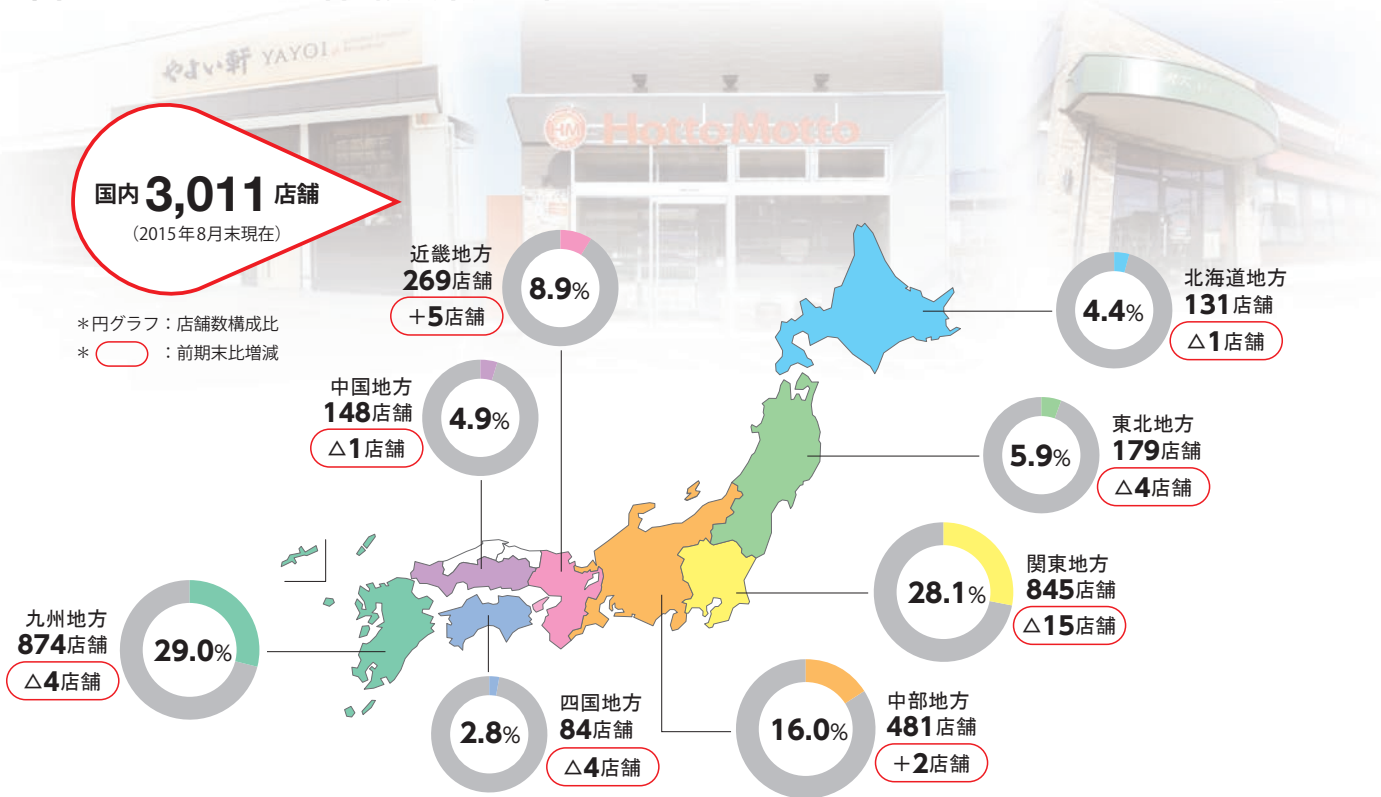 やよい軒 YAYOI
HM HottoMotto
国内 3,011 店舗
(2015年8月末現在)
*円グラフ:店舗数構成比
* :前期末比増減
近畿地方
269店舗
+5店舗
8.9%
北海道地方
131店舗
△1店舗
4.4%
中国地方
148店舗
△1店舗
4.9%
東北地方
179店舗
△4店舗
5.9%
関東地方
845店舗
△15店舗
28.1%
九州地方
874店舗
△4店舗
29.0%
四国地方
84店舗
△4店舗
2.8%
中部地方
481店舗
+2店舗
16.0%